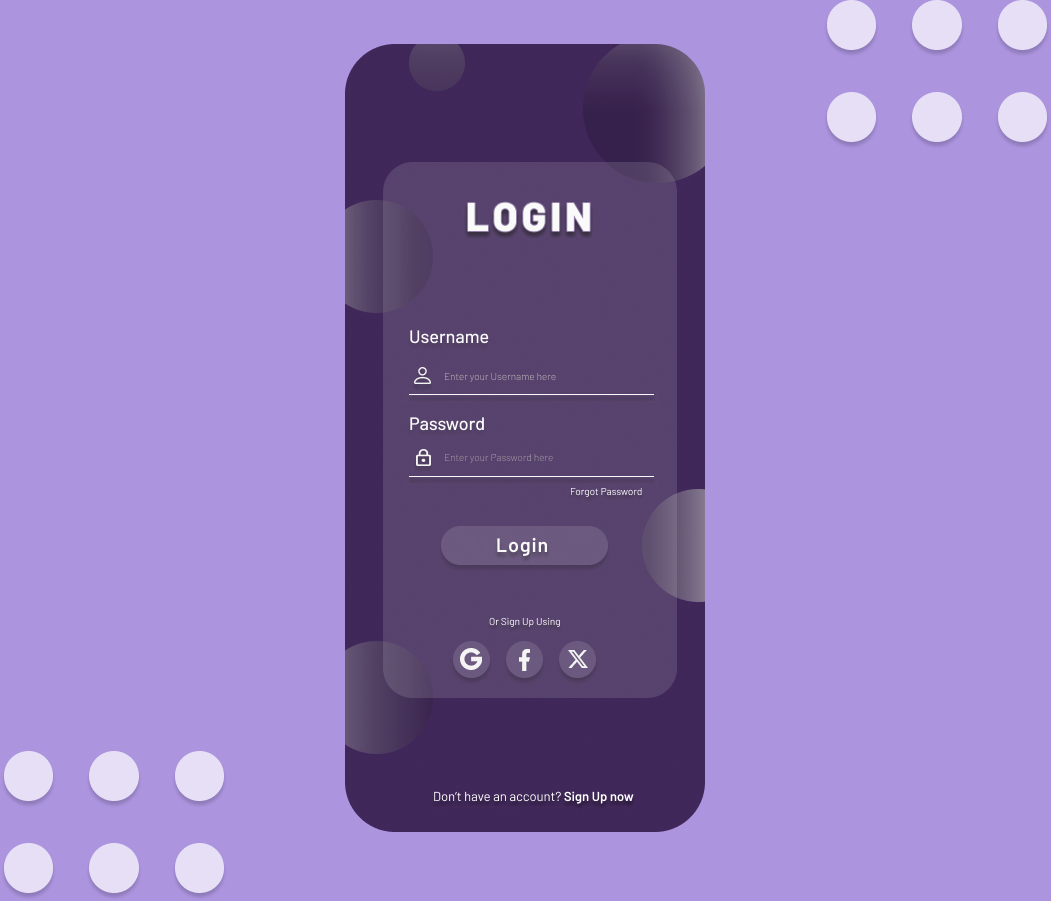 LOGIN
Username
Enter your Username here
Password
Enter your Password here
Forgot Password
Login
Or Sign Up Using
Don't have an account? Sign Up now